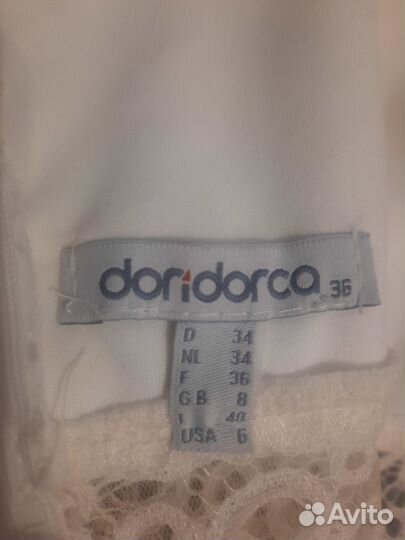 doridorca 36
D 34
NL 34
F 36
GB 8
I 40
USA 6
Avito